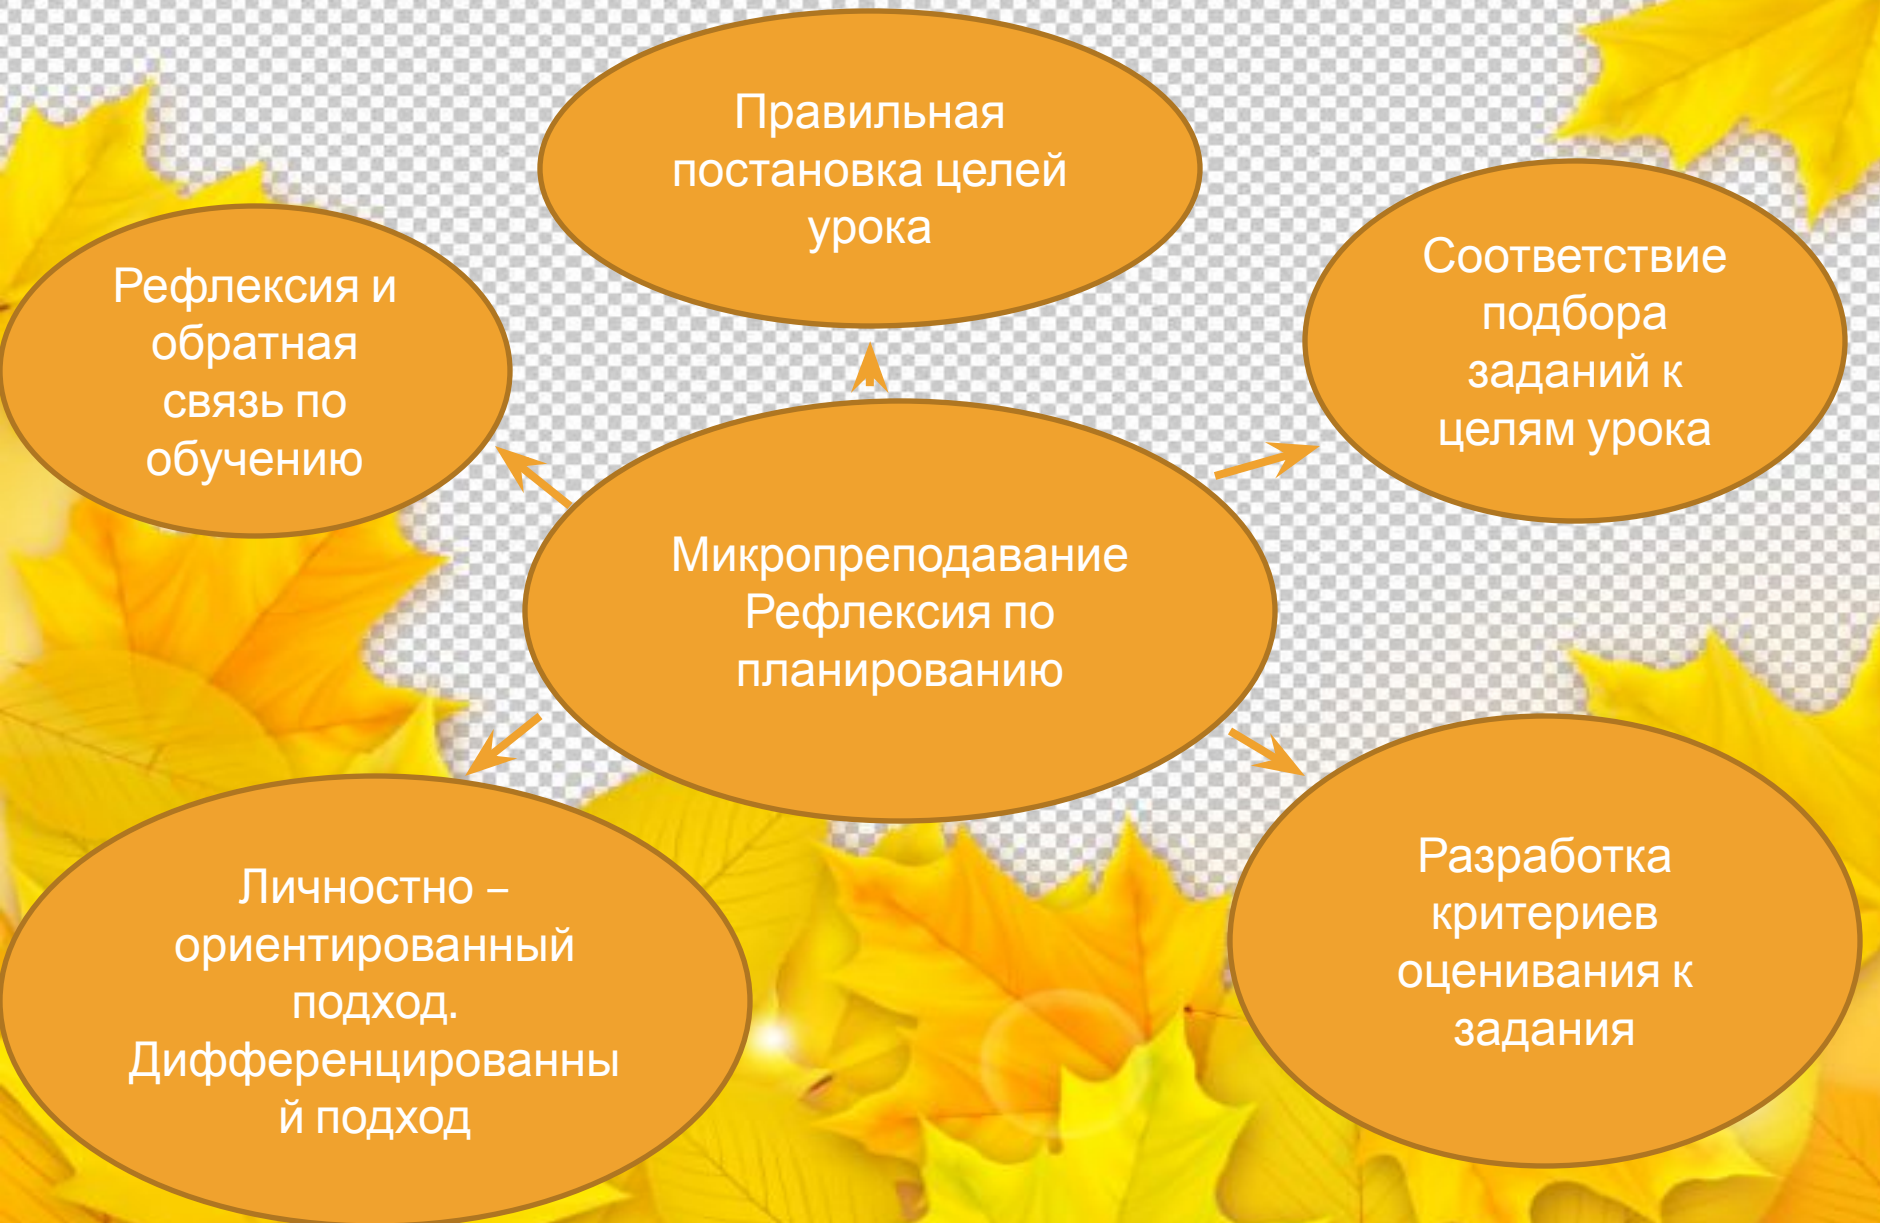 Правильная
постановка целей
урока
Рефлексия и
обратная
связь по
обучению
Соответствие
подбора
заданий к
целям урока
Микропреподавание
Рефлексия по
планированию
Личностно –
ориентированный
подход.
Дифференцированны
й подход
Разработка
критериев
оценивания к
задания